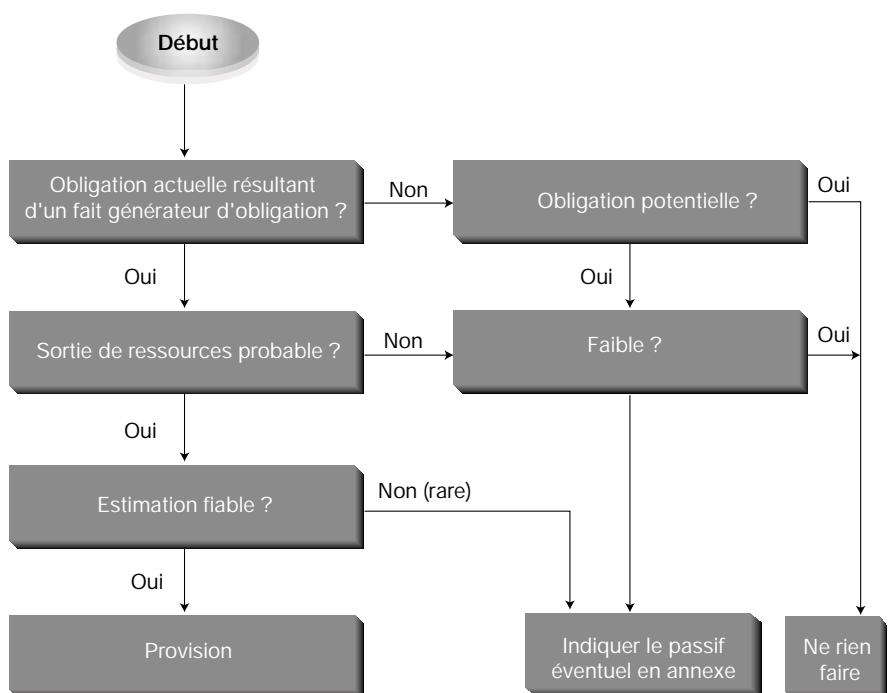 Début
Obligation actuelle résultant
d'un fait générateur d'obligation ?
Non
Obligation potentielle ?
Oui
Oui
Oui
Sortie de ressources probable ?
Non
Faible ?
Oui
Oui
Estimation fiable ?
Non (rare)
Oui
Provision
Indiquer le passif
éventuel en annexe
Ne rien
faire